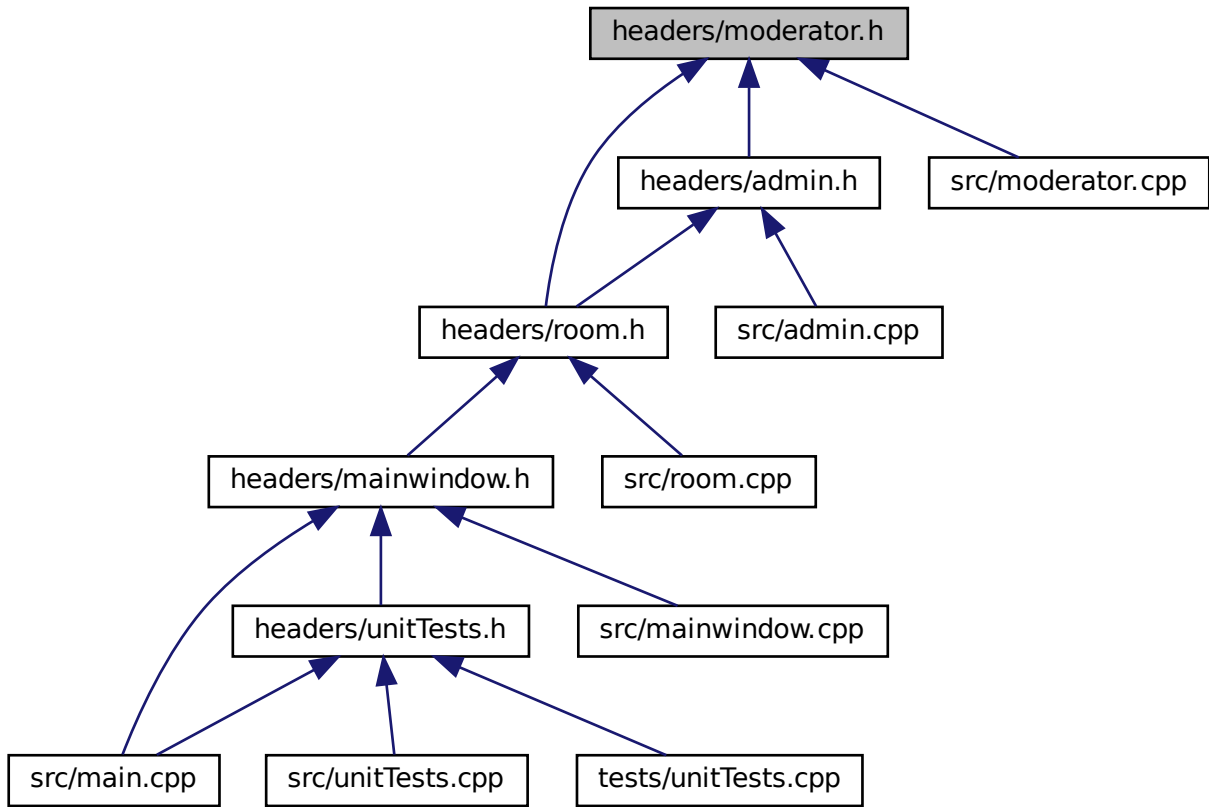 headers/moderator.h
headers/admin.h
src/moderator.cpp
headers/room.h
src/admin.cpp
headers/mainwindow.h
src/room.cpp
headers/unitTests.h
src/mainwindow.cpp
src/main.cpp
src/unitTests.cpp
tests/unitTests.cpp